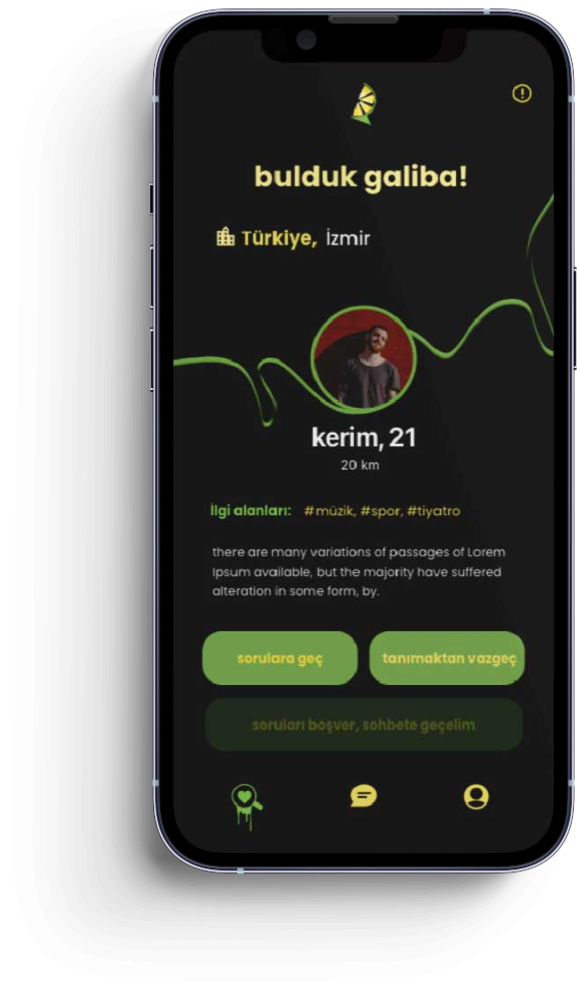 bulduk galiba!
Türkiye, İzmir
kerim, 21
20 km
İlgi alanları: #müzik, #spor, #tiyatro
there are many variations of passages of Lorem
Ipsum available, but the majority have suffered
alteration in some form, by.
sorulara geç
tanımaktan vazgeç
soruları boşver, sohbete geçelim